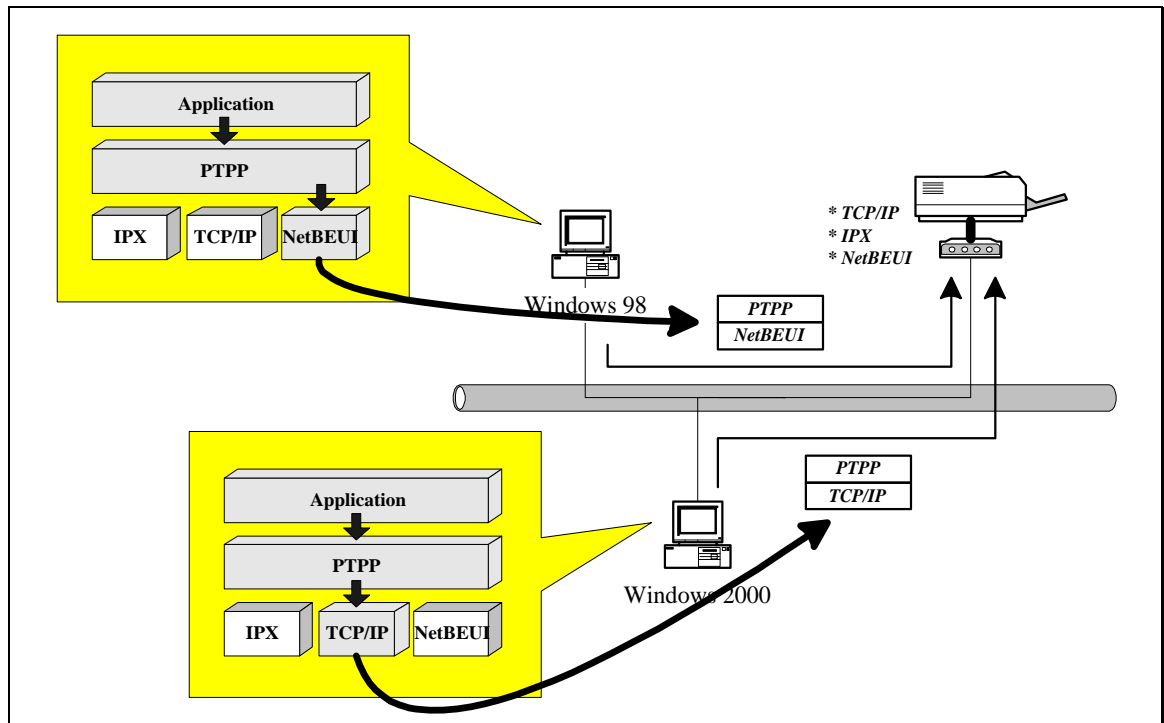 Application
PTPP
IPX TCP/IP NetBEUI
Windows 98
PTPP
NetBEUI
* TCP/IP
* IPX
* NetBEUI
Application
PTPP
IPX TCP/IP NetBEUI
Windows 2000
PTPP
TCP/IP